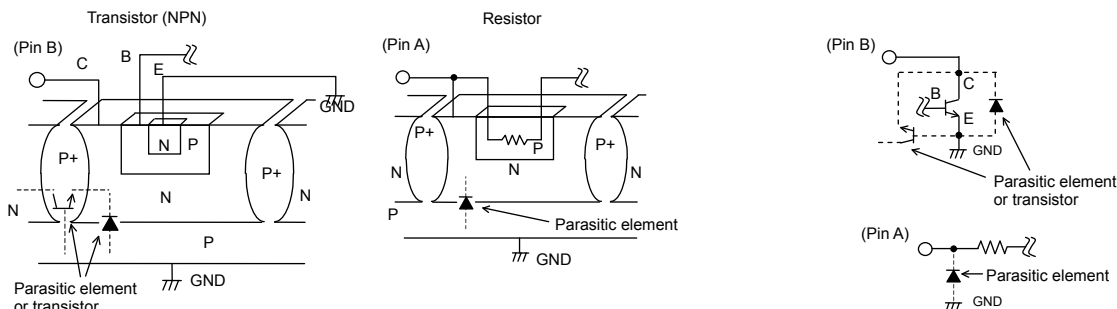 Transistor (NPN)
(Pin B)
C
B
E
GND
P+
N
P
P+
N
N
N
P
GND
Parasitic element
or transistor
Resistor
(Pin A)
P+
P
P+
N
N
N
P
Parasitic element
GND
(Pin B)
C
B
E
GND
Parasitic element
or transistor
(Pin A)
Parasitic element
GND